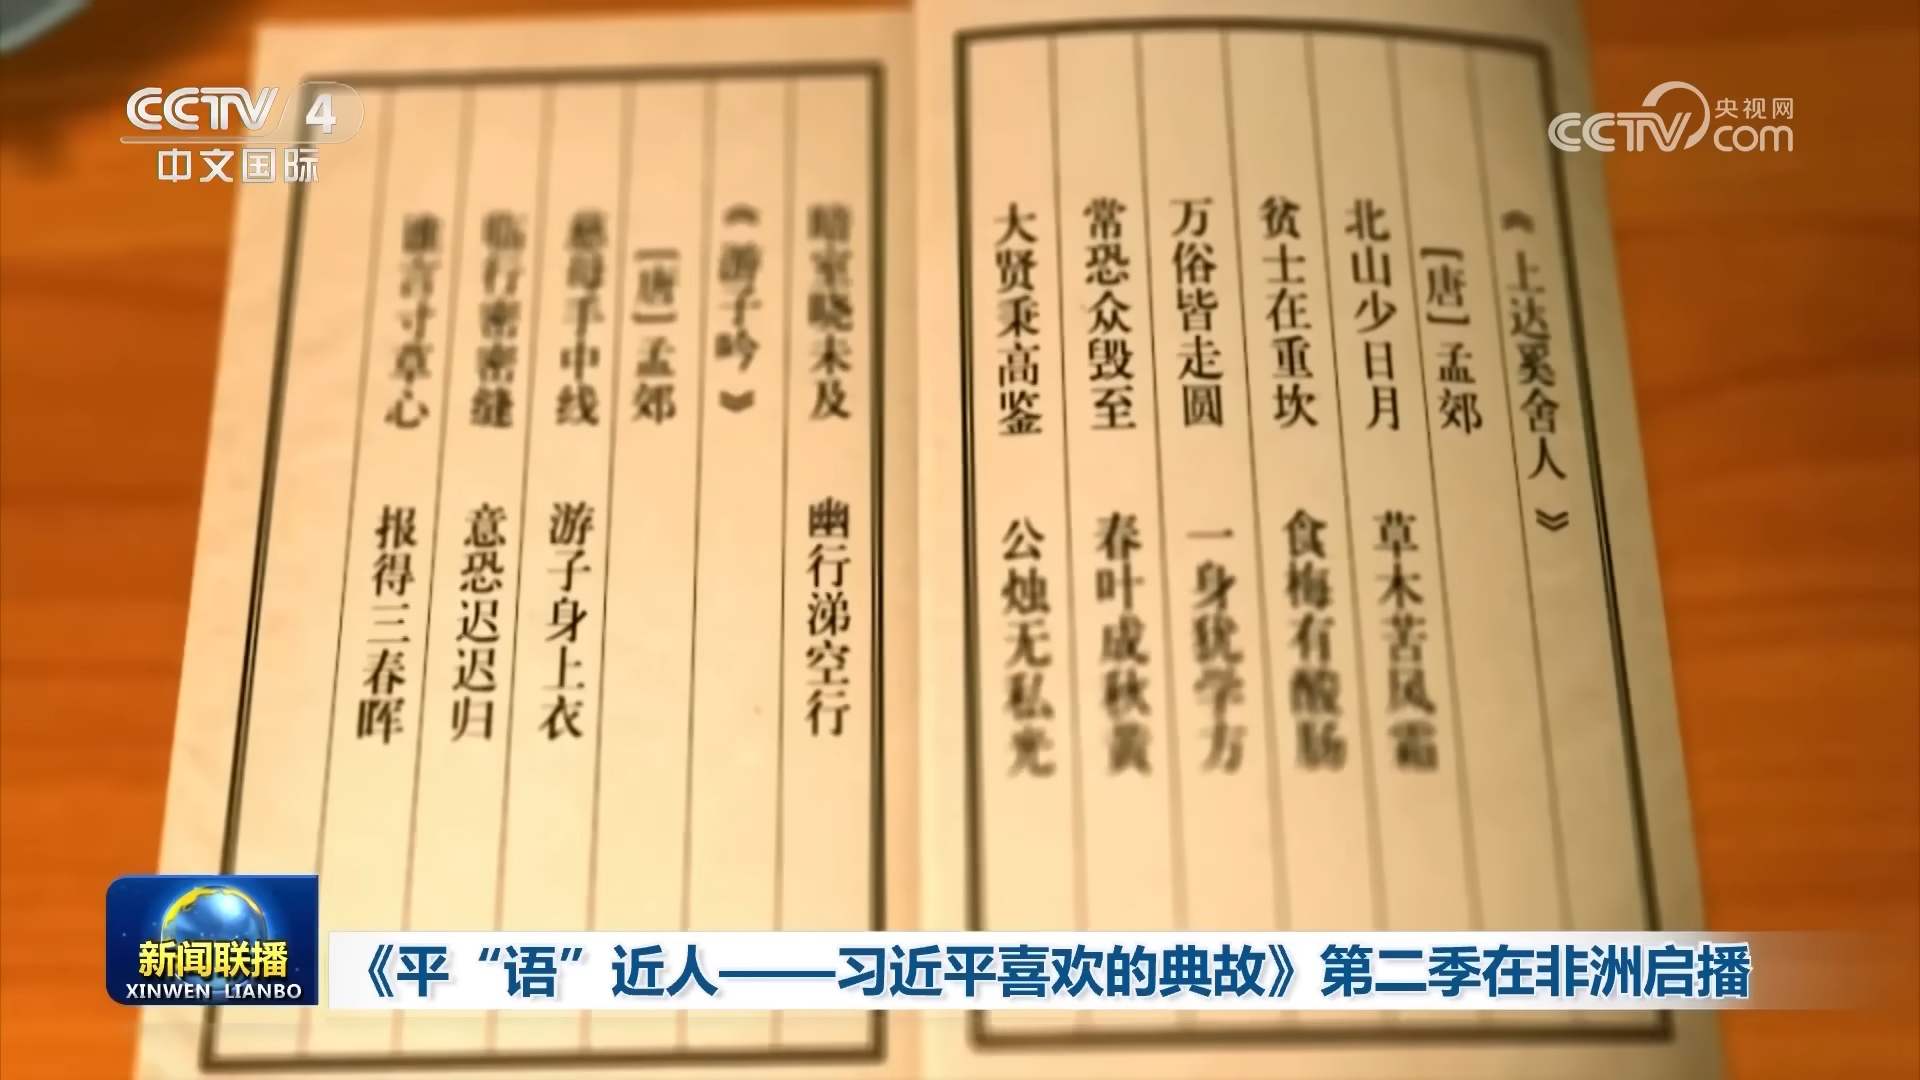 CCTV 4
中文国际
央视网
CCTV com
《上达奚舍人》
[唐]孟郊
北山少日月 草木苦风霜
贫士在重坎 食梅有酸肠
万俗皆走圆 一身犹学方
常恐众毁至 春叶成秋黄
大贤秉高鉴 公烛无私光
暗室晓未及 幽行涕空行
《游子吟》
[唐]孟郊
慈母手中线 游子身上衣
临行密密缝 意恐迟迟归
谁言寸草心 报得三春晖
新闻联播
XINWEN LIANBO
《平“语”近人——习近平喜欢的典故》第二季在非洲启播